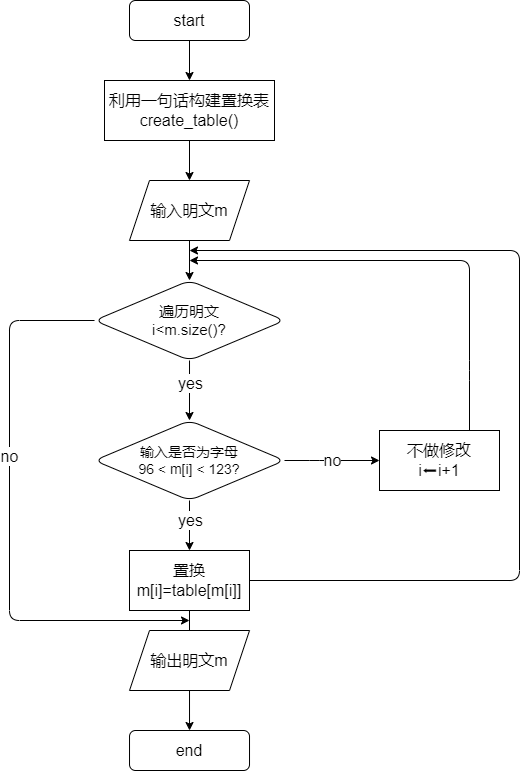 start
利用一句话构建置换表
create_table()
输入明文m
遍历明文
i<m.size()?
yes
no
输入是否为字母
96 < m[i] < 123?
no
不做修改
i←i+1
yes
置换
m[i]=table[m[i]]
输出明文m
end